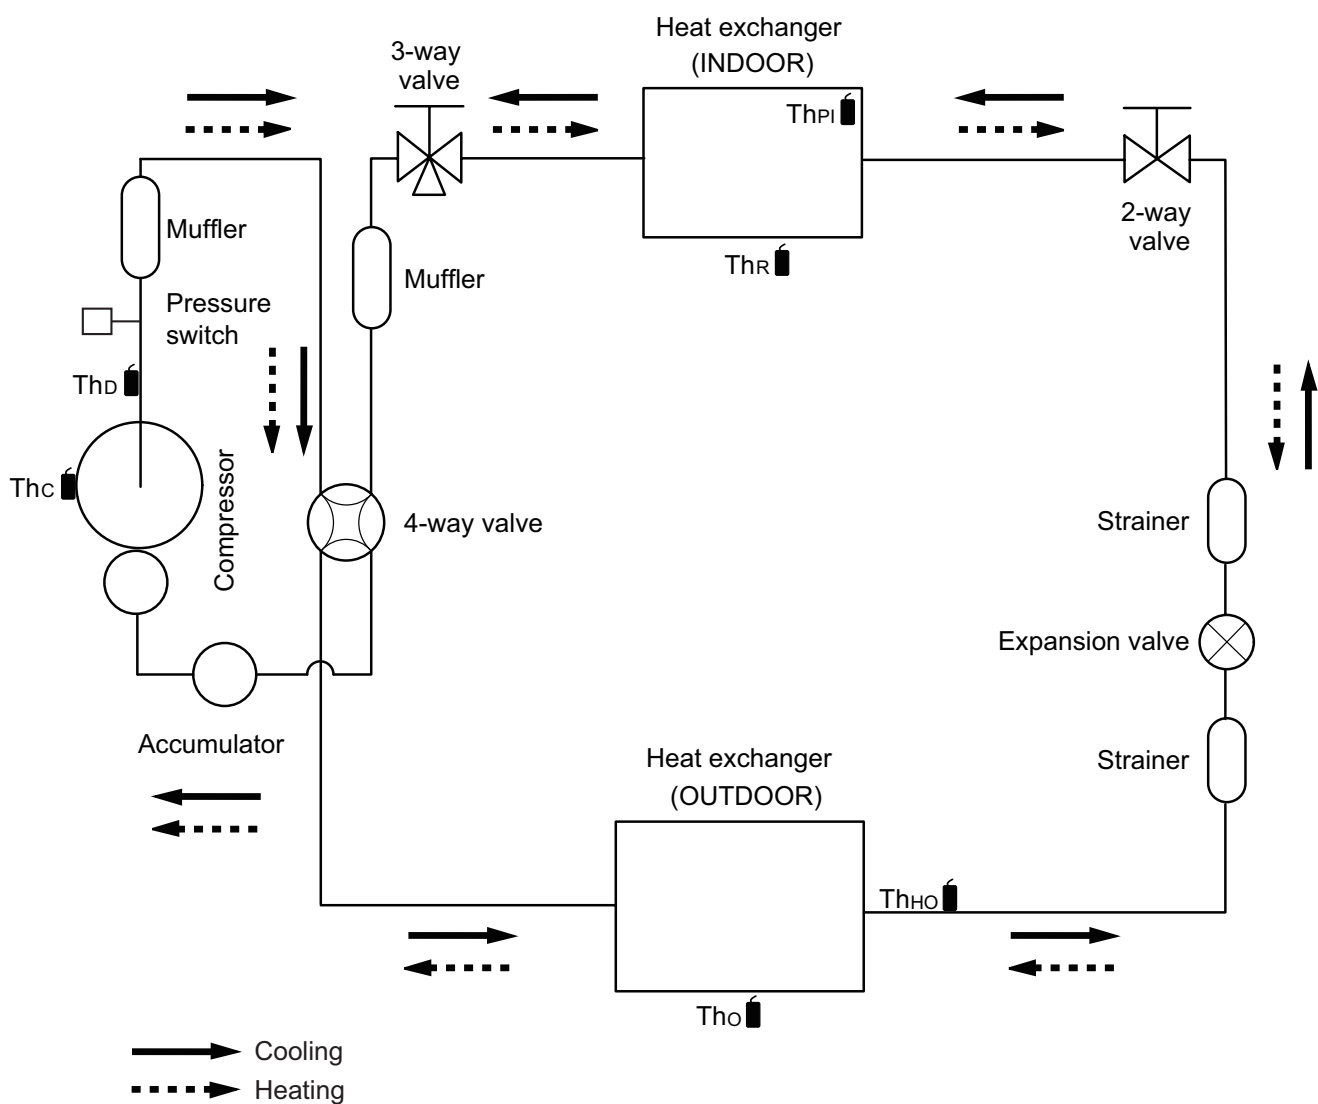 Heat exchanger
(INDOOR)
3-way
valve
ThPI
Muffler
2-way
valve
ThR
Muffler
Pressure
switch
ThD
ThC
Compressor
4-way valve
Strainer
Expansion valve
Accumulator
Heat exchanger
(OUTDOOR)
Strainer
ThHO
ThO
Cooling
Heating